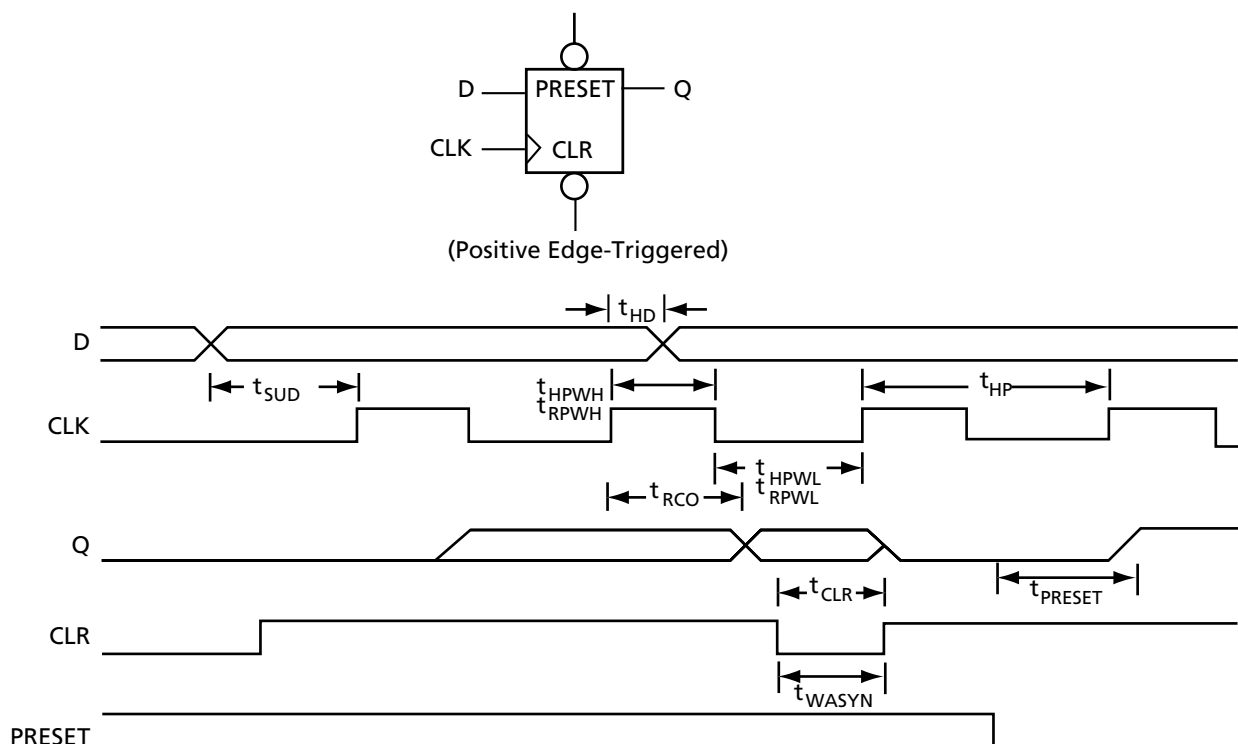 PRESET
D
Q
CLK
CLR
(Positive Edge-Triggered)
tHD
D
tSUD
tHPWH
tRPWH
tHP
CLK
tHPWL
tRPWL
tRCO
Q
tCLR
tPRESET
CLR
tWASYN
PRESET